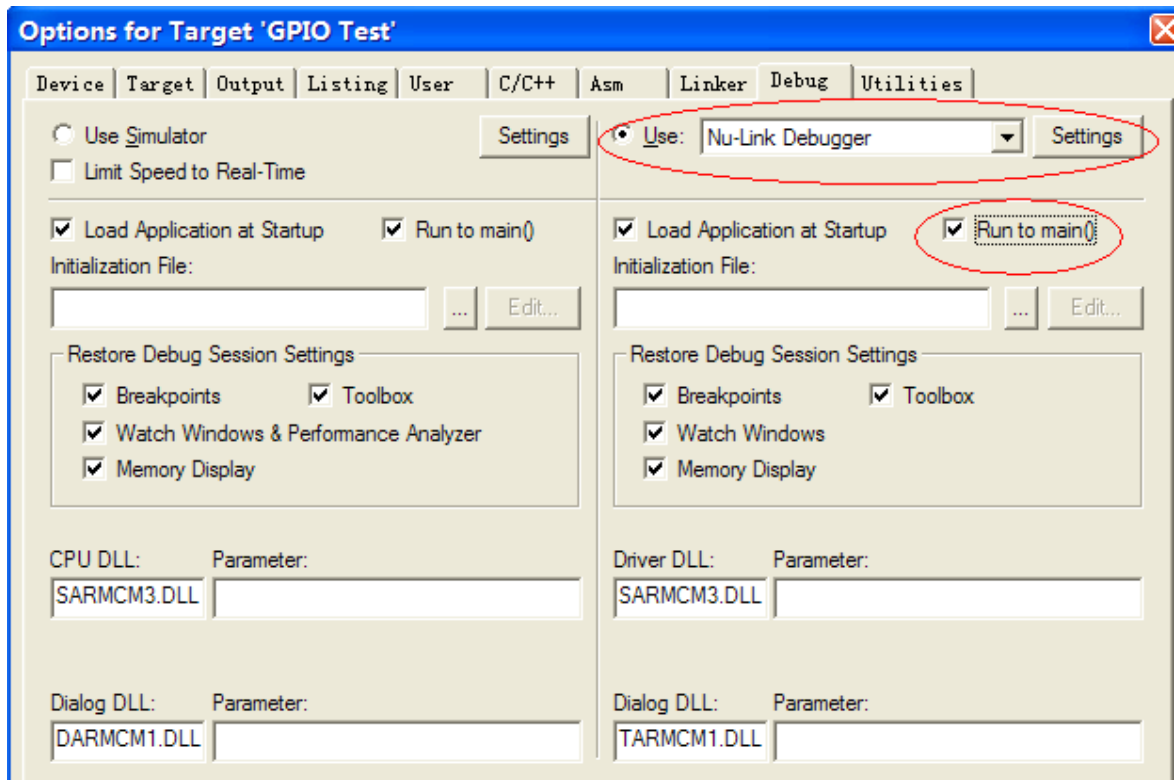 Options for Target 'GPIO Test'
Device Target Output Listing User C/C++ Asm Linker Debug Utilities
Use Simulator Settings
Limit Speed to Real-Time
Use: Nu-Link Debugger Settings
Load Application at Startup Run to main()
Initialization File:
... Edit...
Restore Debug Session Settings
Breakpoints Toolbox
Watch Windows & Performance Analyzer
Memory Display
CPU DLL: Parameter:
SARMCM3.DLL
Dialog DLL: Parameter:
DARMCM1.DLL
Load Application at Startup Run to main()
Initialization File:
... Edit...
Restore Debug Session Settings
Breakpoints Toolbox
Watch Windows
Memory Display
Driver DLL: Parameter:
SARMCM3.DLL
Dialog DLL: Parameter:
TARMCM1.DLL